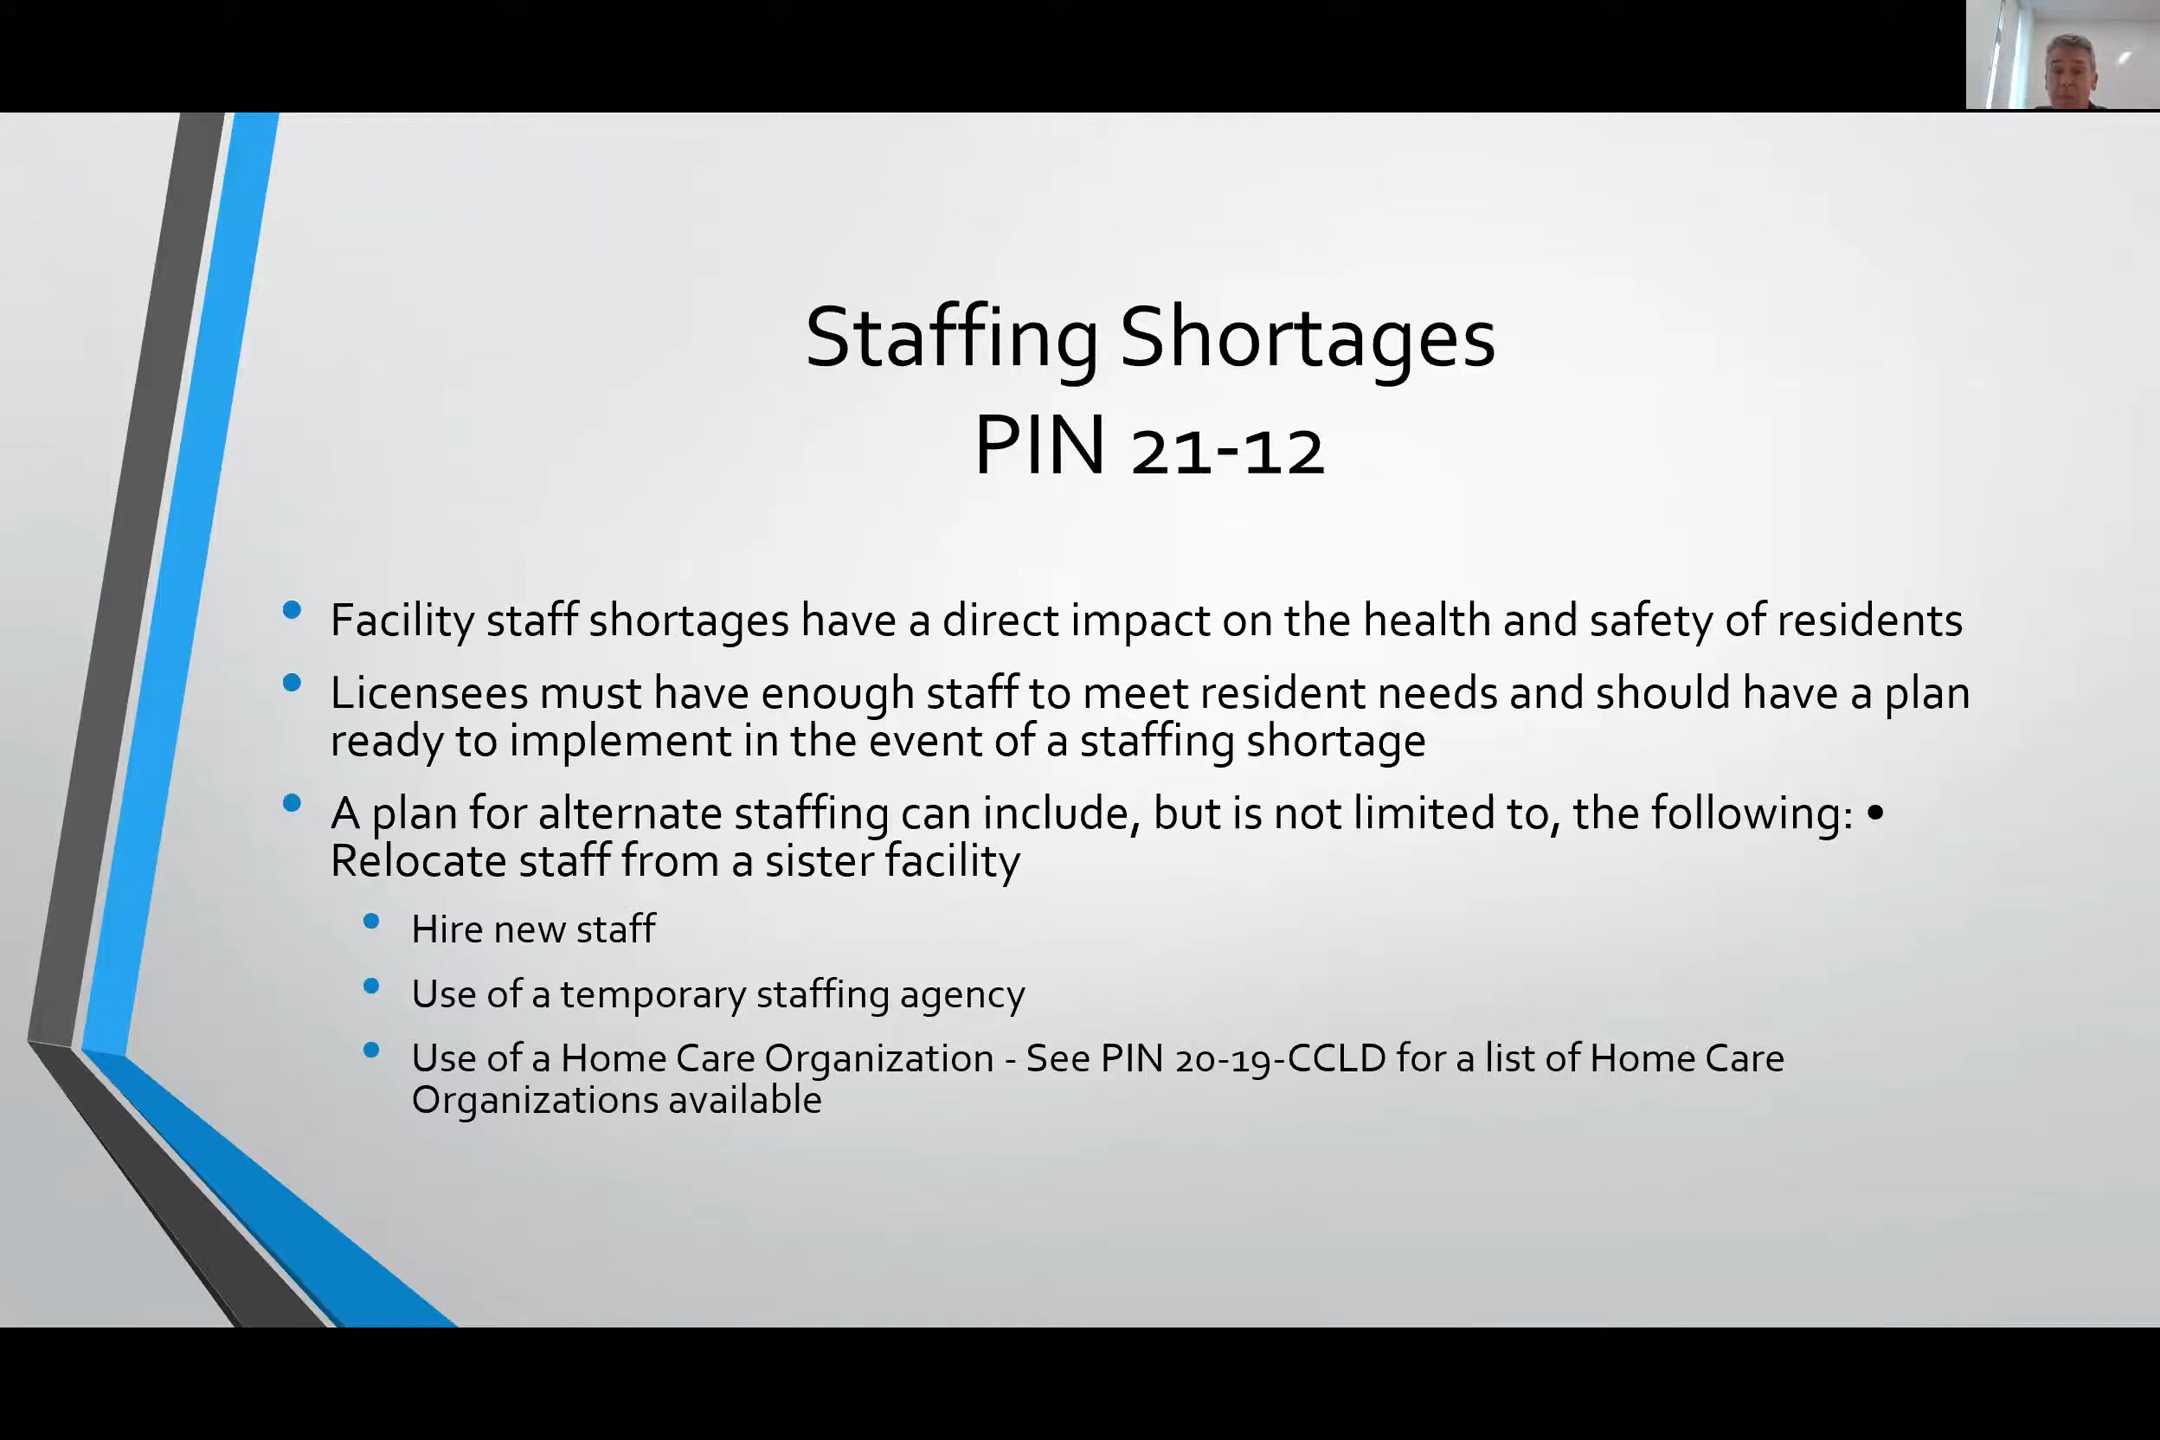 Staffing Shortages
PIN 21-12
• Facility staff shortages have a direct impact on the health and safety of residents
• Licensees must have enough staff to meet resident needs and should have a plan
ready to implement in the event of a staffing shortage
• A plan for alternate staffing can include, but is not limited to, the following: •
Relocate staff from a sister facility
• Hire new staff
• Use of a temporary staffing agency
• Use of a Home Care Organization - See PIN 20-19-CCLD for a list of Home Care
Organizations available